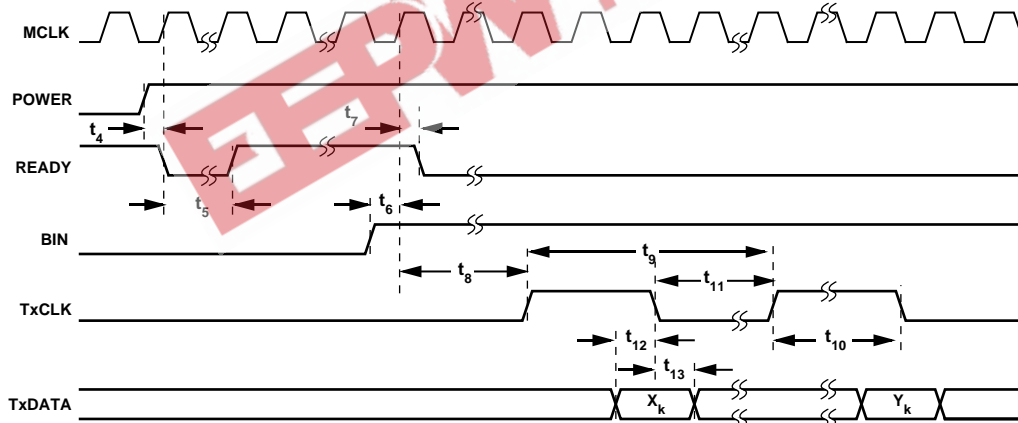 MCLK
POWER
t4
t7
READY
t5
t6
BIN
t8
t9
t11
TxCLK
t12
t10
t13
TxDATA
Xk
Yk